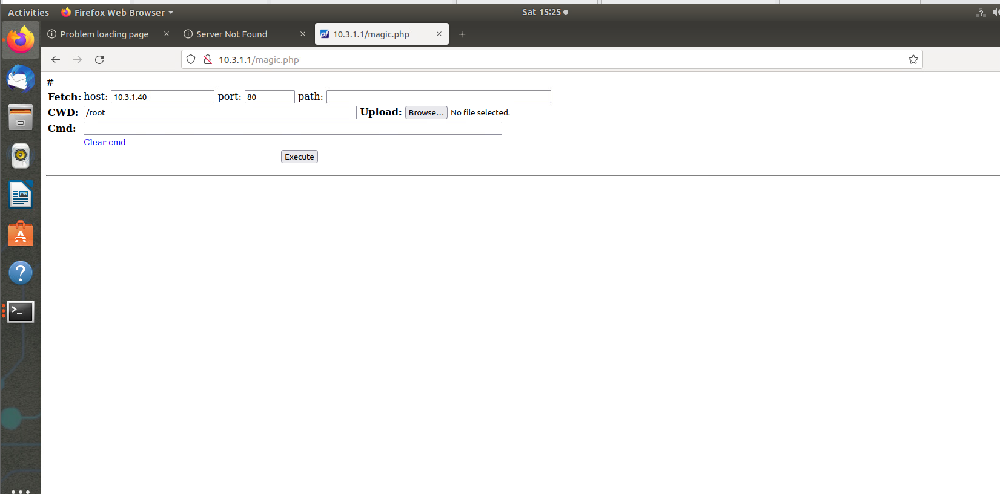 Activities Firefox Web Browser Sat 15:25
Problem loading page Server Not Found pf 10.3.1.1/magic.php
10.3.1.1/magic.php
#
Fetch: host: 10.3.1.40 port: 80 path:
CWD: /root Upload: Browse... No file selected.
Cmd:
Clear cmd
Execute